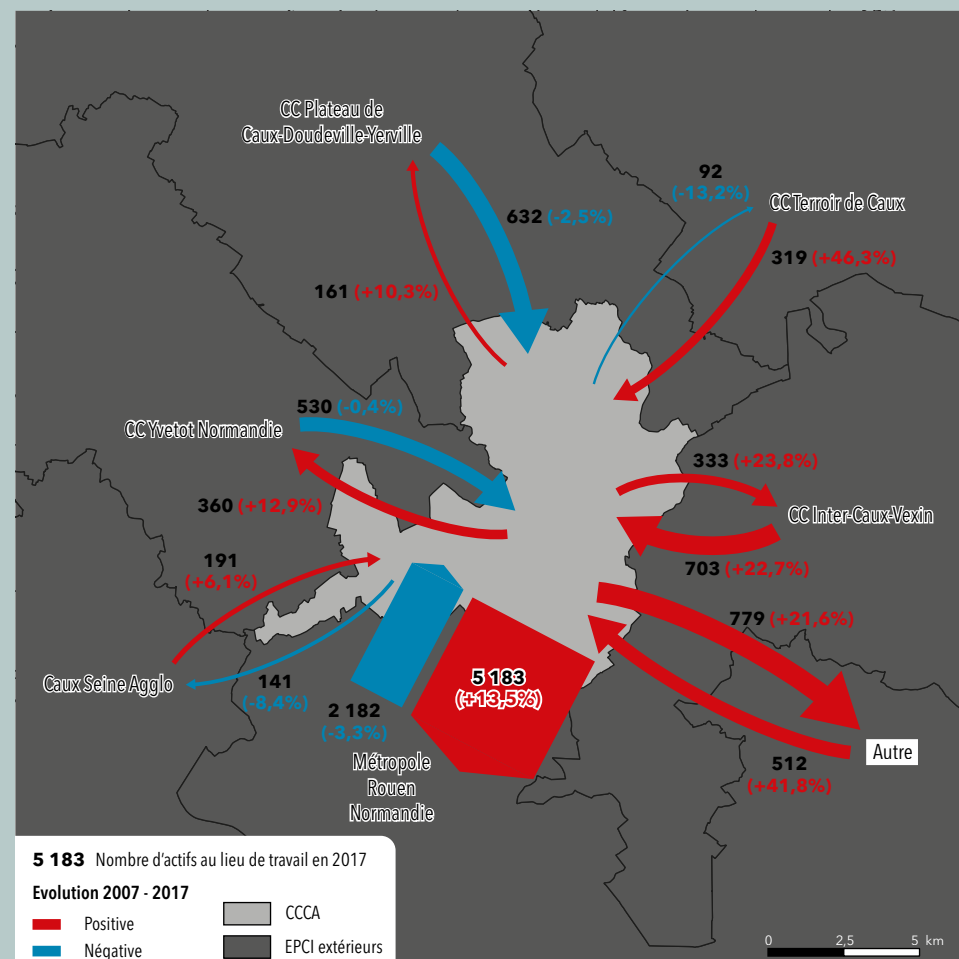 CC Plateau de
Caux-Doudeville-Yerville
92
(-13,2%)
CC Terroir de Caux
632 (-2,5%)
319 (+46,3%)
161 (+10,3%)
530 (-0,4%)
CC Yvetot Normandie
333 (+23,8%)
360 (+12,9%)
CC Inter-Caux-Vexin
191
(+6,1%)
703 (+22,7%)
779 (+21,6%)
Caux Seine Agglo
141
(-8,4%)
5 183
(+13,5%)
2 182
(-3,3%)
Métropole
Rouen
Normandie
Autre
512
(+41,8%)
5 183 Nombre d'actifs au lieu de travail en 2017
Evolution 2007 - 2017
Positive
Négative
CCCA
EPCI extérieurs
0 2,5 5 km